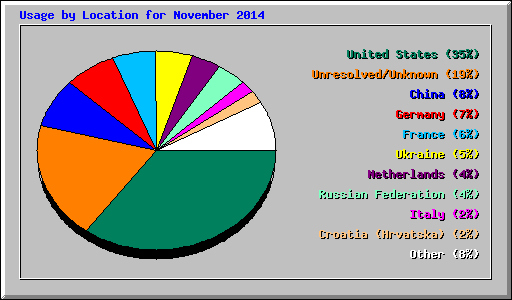 Usage by Location for November 2014
United States (35%)
Unresolved/Unknown (19%)
China (8%)
Germany (7%)
France (6%)
Ukraine (5%)
Netherlands (4%)
Russian Federation (4%)
Italy (2%)
Croatia (Hrvatska) (2%)
Other (8%)